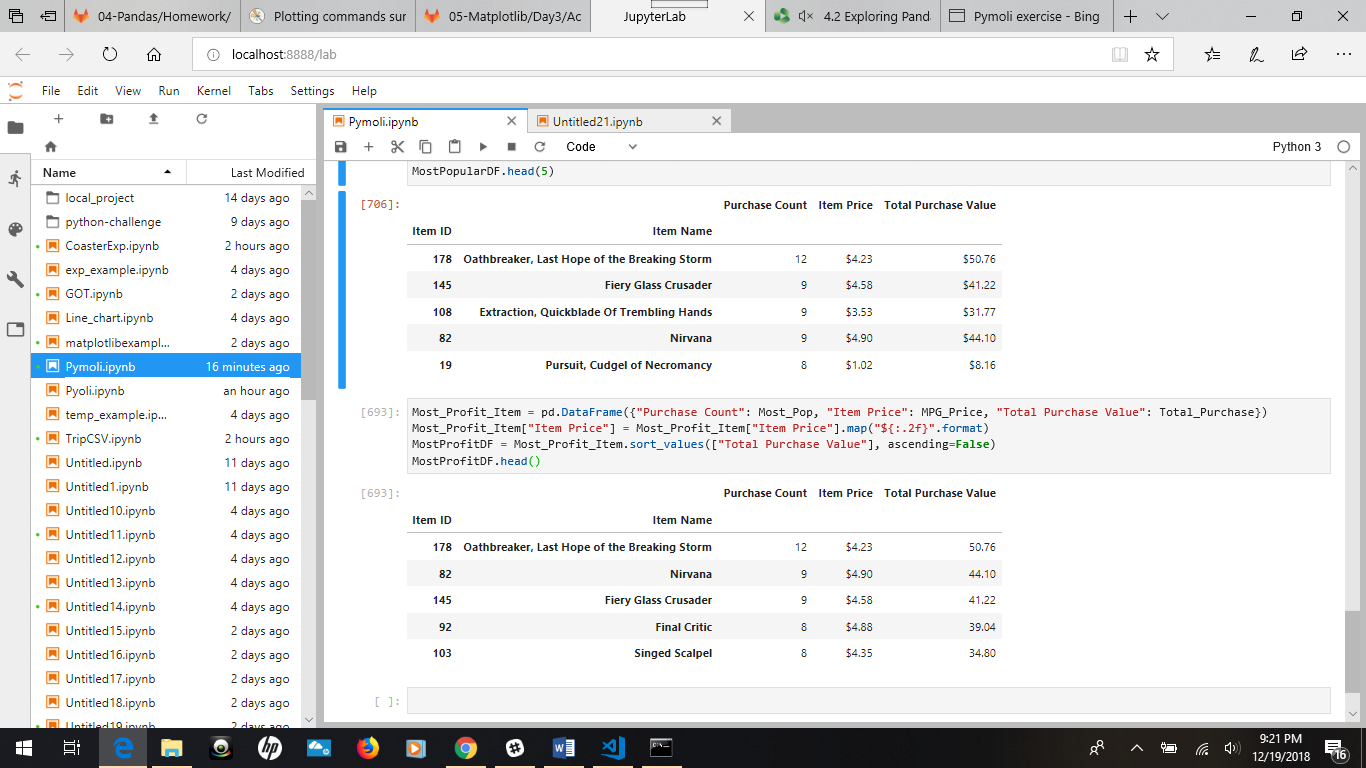 04-Pandas/Homework/
Plotting commands sur
05-Matplotlib/Day3/Ac
JupyterLab
4.2 Exploring Panda
Pymoli exercise - Bing
localhost:8888/lab
File Edit View Run Kernel Tabs Settings Help
Pymoli.ipynb
Untitled21.ipynb
Code
Python 3
Name Last Modified
local_project 14 days ago
python-challenge 9 days ago
CoasterExp.ipynb 2 hours ago
exp_example.ipynb 4 days ago
GOT.ipynb 2 days ago
Line_chart.ipynb 4 days ago
matplotlibexampl... 2 days ago
Pymoli.ipynb 16 minutes ago
Pyoli.ipynb an hour ago
temp_example.ip... 4 days ago
TripCSV.ipynb 2 hours ago
Untitled.ipynb 11 days ago
Untitled1.ipynb 11 days ago
Untitled10.ipynb 4 days ago
Untitled11.ipynb 4 days ago
Untitled12.ipynb 4 days ago
Untitled13.ipynb 4 days ago
Untitled14.ipynb 4 days ago
Untitled15.ipynb 2 days ago
Untitled16.ipynb 2 days ago
Untitled17.ipynb 2 days ago
Untitled18.ipynb 2 days ago
Untitled19.ipynb 2 days ago
MostPopularDF.head(5)
[706]:
Purchase Count Item Price Total Purchase Value
Item ID Item Name
178 Oathbreaker, Last Hope of the Breaking Storm 12 $4.23 $50.76
145 Fiery Glass Crusader 9 $4.58 $41.22
108 Extraction, Quickblade Of Trembling Hands 9 $3.53 $31.77
82 Nirvana 9 $4.90 $44.10
19 Pursuit, Cudgel of Necromancy 8 $1.02 $8.16
[693]: Most_Profit_Item = pd.DataFrame({"Purchase Count": Most_Pop, "Item Price": MPG_Price, "Total Purchase Value": Total_Purchase})
Most_Profit_Item["Item Price"] = Most_Profit_Item["Item Price"].map("${:.2f}".format)
MostProfitDF = Most_Profit_Item.sort_values(["Total Purchase Value"], ascending=False)
MostProfitDF.head()
[693]:
Purchase Count Item Price Total Purchase Value
Item ID Item Name
178 Oathbreaker, Last Hope of the Breaking Storm 12 $4.23 50.76
82 Nirvana 9 $4.90 44.10
145 Fiery Glass Crusader 9 $4.58 41.22
92 Final Critic 8 $4.88 39.04
103 Singed Scalpel 8 $4.35 34.80
[ ]:
9:21 PM
12/19/2018
16